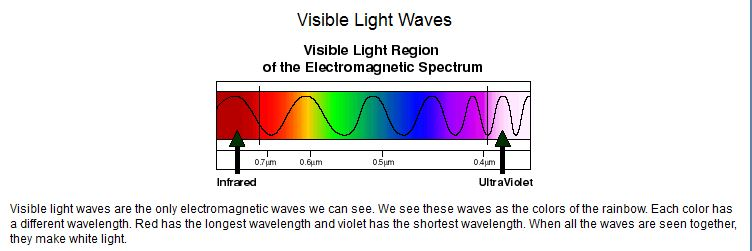 Visible Light Waves
Visible Light Region
of the Electromagnetic Spectrum
0.7µm 0.6µm 0.5µm 0.4µm
Infrared UltraViolet
Visible light waves are the only electromagnetic waves we can see. We see these waves as the colors of the rainbow. Each color has
a different wavelength. Red has the longest wavelength and violet has the shortest wavelength. When all the waves are seen together,
they make white light.